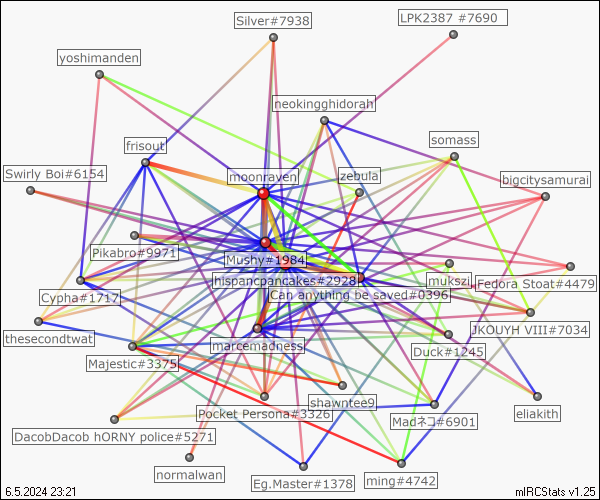 Silver#7938
LPK2387 #7690
yoshimanden
neokingghidorah
frisout
somass
Swirly Boi#6154
moonraven
zebula
bigcitysamurai
Pikabro#9971
Mushy#1984
hispancpancakes#2928
mukszi
Fedora Stoat#4479
Cypha#1717
Can anything be saved#0396
JKOUYH VIII#7034
thesecondtwat
marcemadness
Majestic#3375
Duck#1245
shawntee9
Pocket Persona#3326
Madネコ#6901
eliakith
DacobDacob hORNY police#5271
normalwan
Eg.Master#1378
ming#4742
6.5.2024 23:21
mIRCStats v1.25